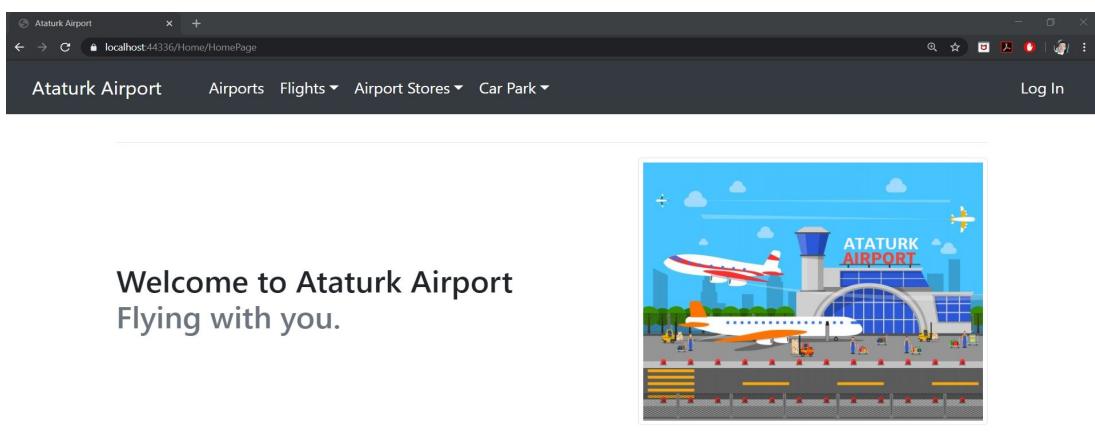 Ataturk Airport
localhost:44336/Home/HomePage
Ataturk Airport Airports Flights Airport Stores Car Park Log In
Welcome to Ataturk Airport
Flying with you.
ATATURK
AIRPORT